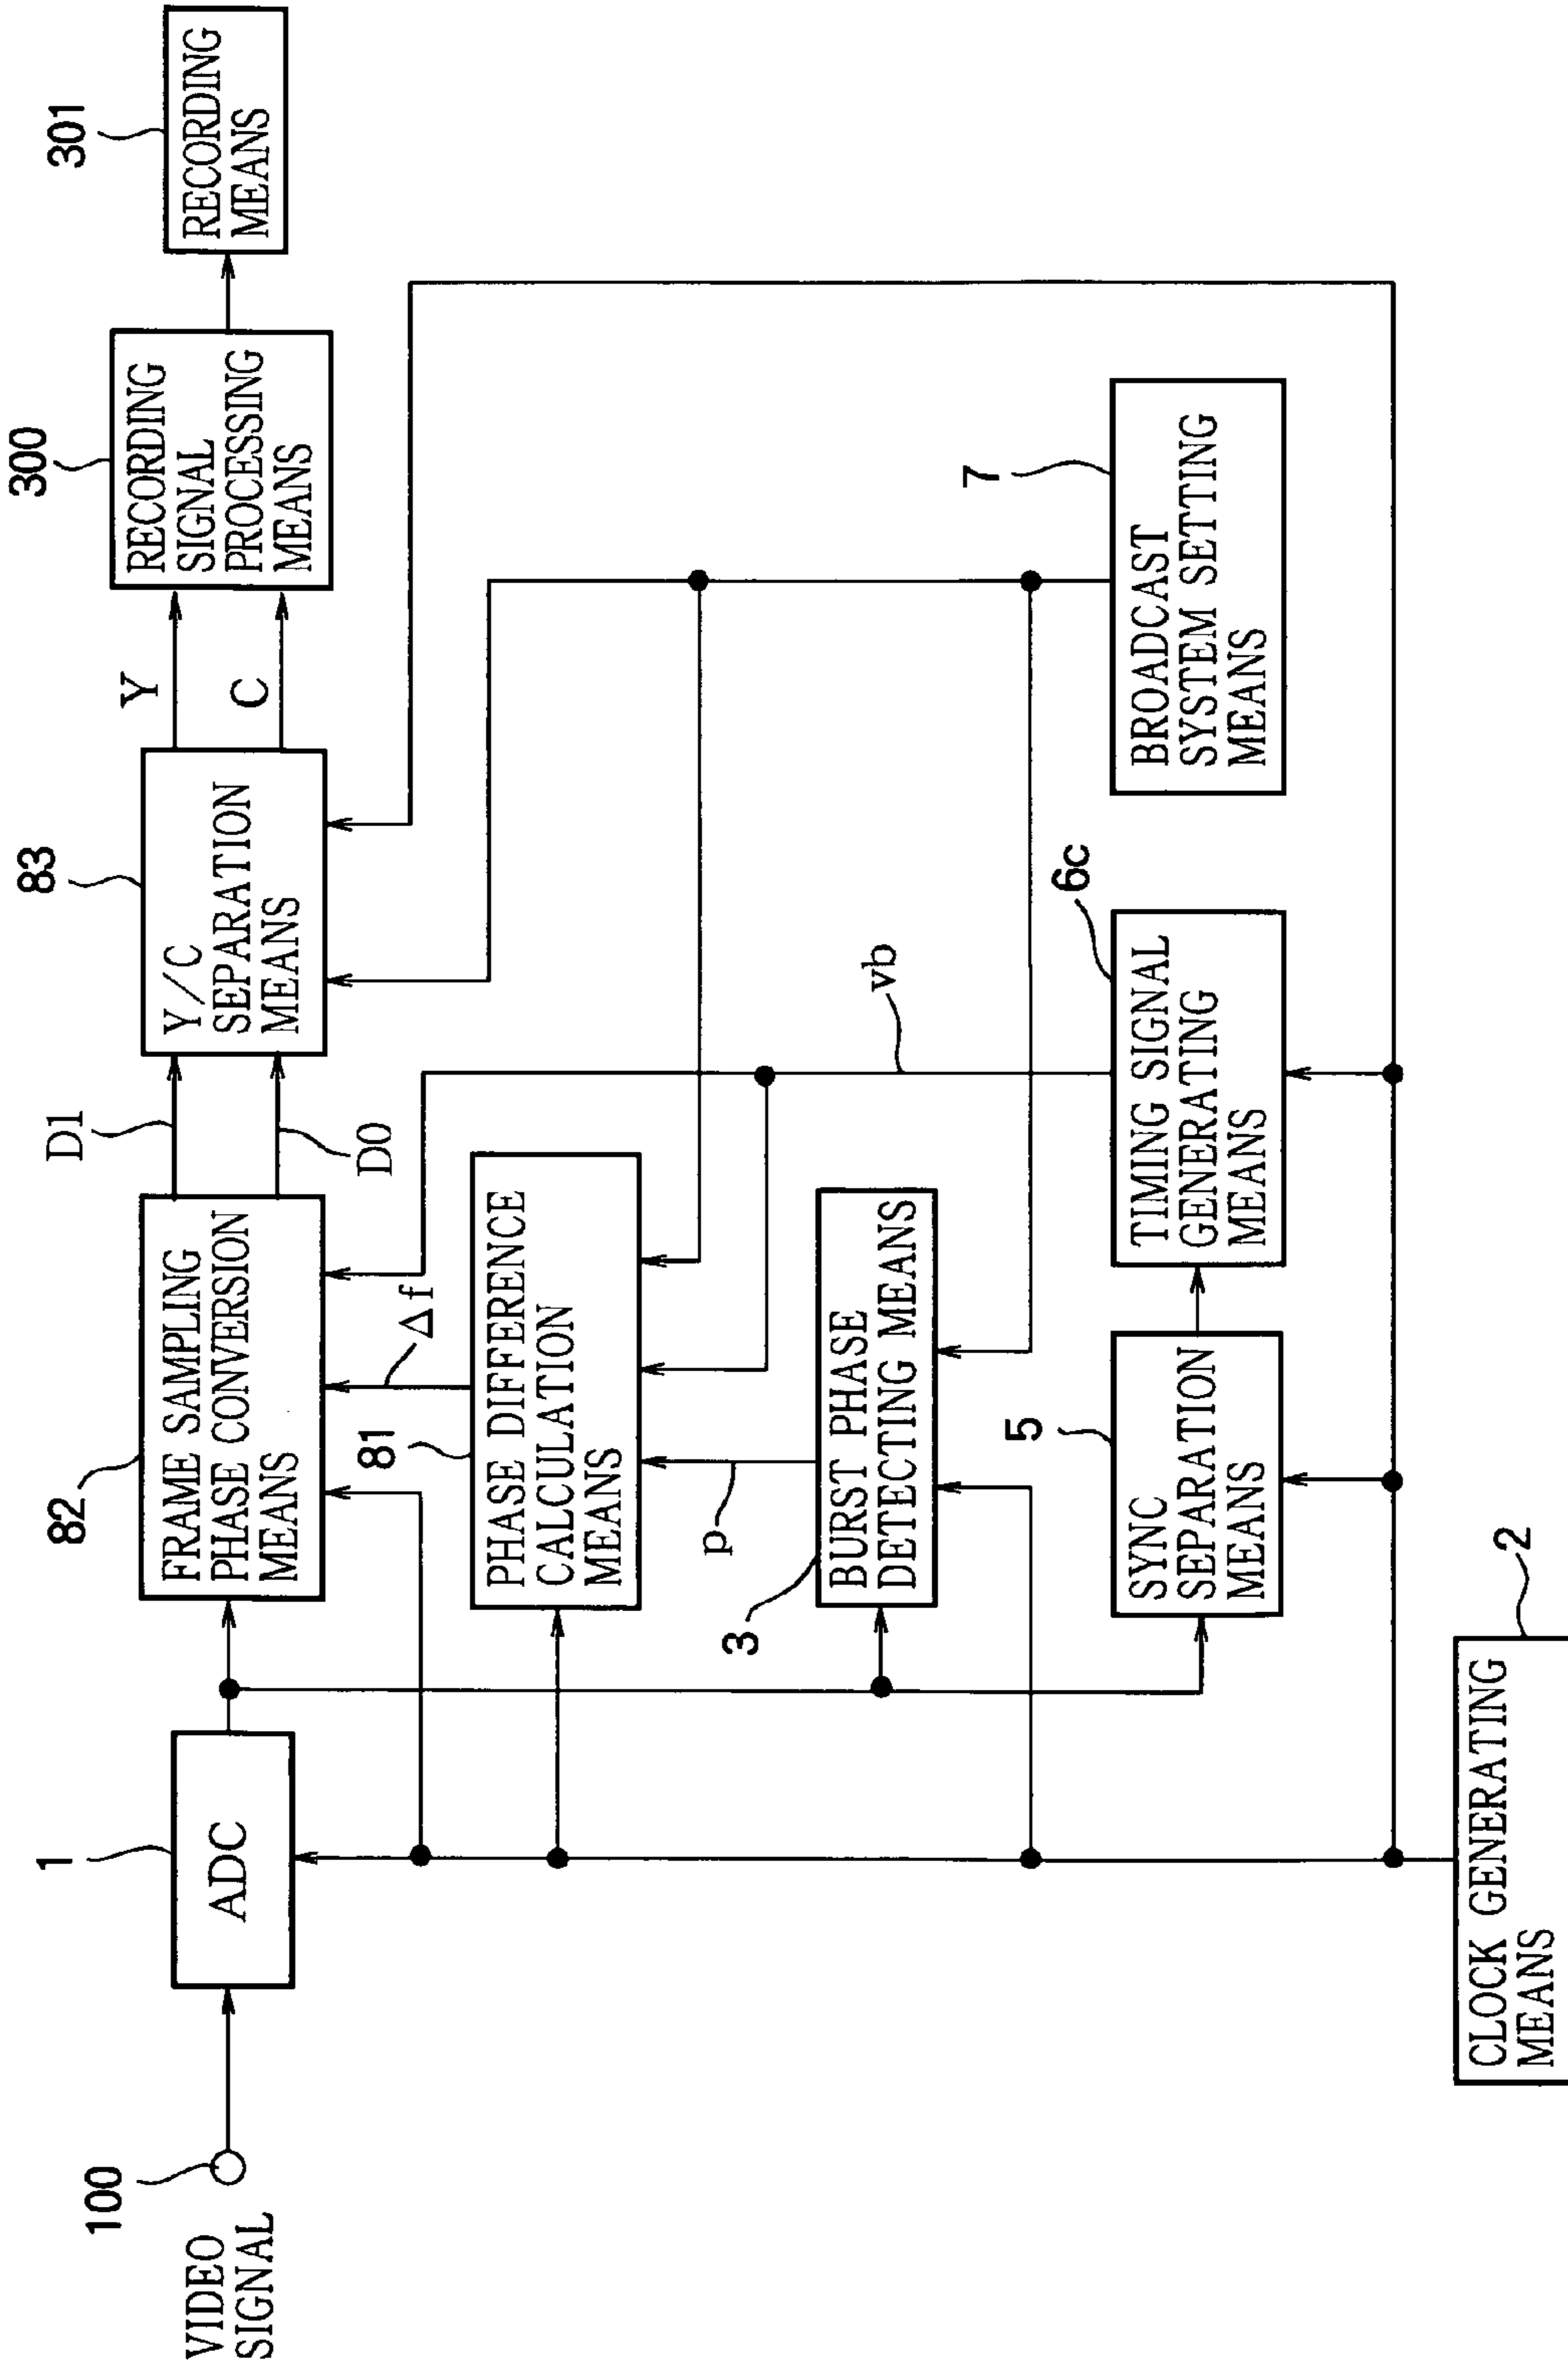 VIDEO
SIGNAL
100
1
ADC
82
FRAME SAMPLING
PHASE CONVERSION
MEANS
D1
D0
83
Y/C
SEPARATION
MEANS
Y
C
300
RECORDING
SIGNAL
PROCESSING
MEANS
301
RECORDING
MEANS
81
Δf
PHASE DIFFERENCE
CALCULATION
MEANS
p
3
BURST PHASE
DETECTING MEANS
vb
5
SYNC
SEPARATION
MEANS
6c
TIMING SIGNAL
GENERATING
MEANS
7
BROADCAST
SYSTEM SETTING
MEANS
2
CLOCK GENERATING
MEANS